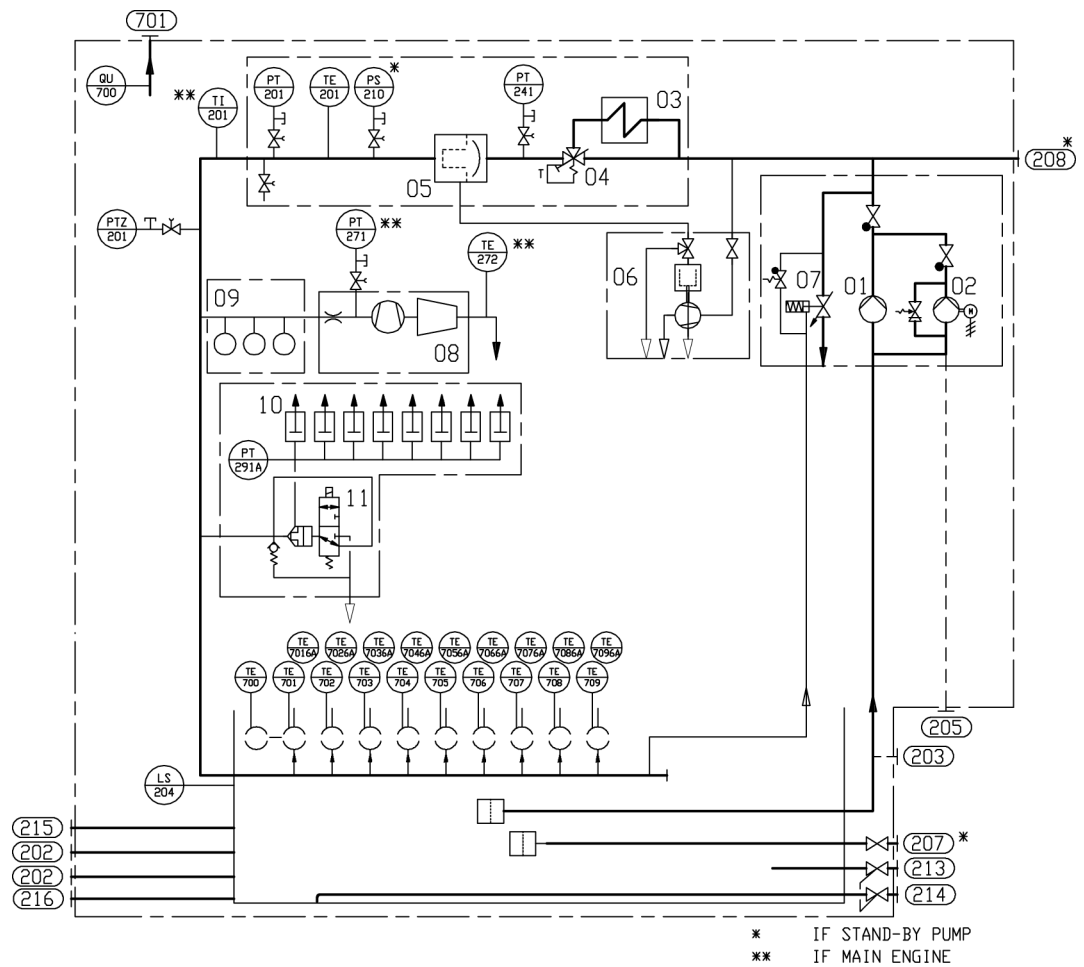 701
QU 700
** TI 201
PT 201
TE 201
PS 210 *
PT 241
03
T
04
05
208 *
PTZ 201
PT 271 **
TE 272 **
06
07
01
02
M
09
08
10
PT 291A
11
TE 7016A TE 7026A TE 7036A TE 7046A TE 7056A TE 7066A TE 7076A TE 7086A TE 7096A
TE 700 TE 701 TE 702 TE 703 TE 704 TE 705 TE 706 TE 707 TE 708 TE 709
205
203
LS 204
215
202
202
216
207 *
213
214
* IF STAND-BY PUMP
** IF MAIN ENGINE